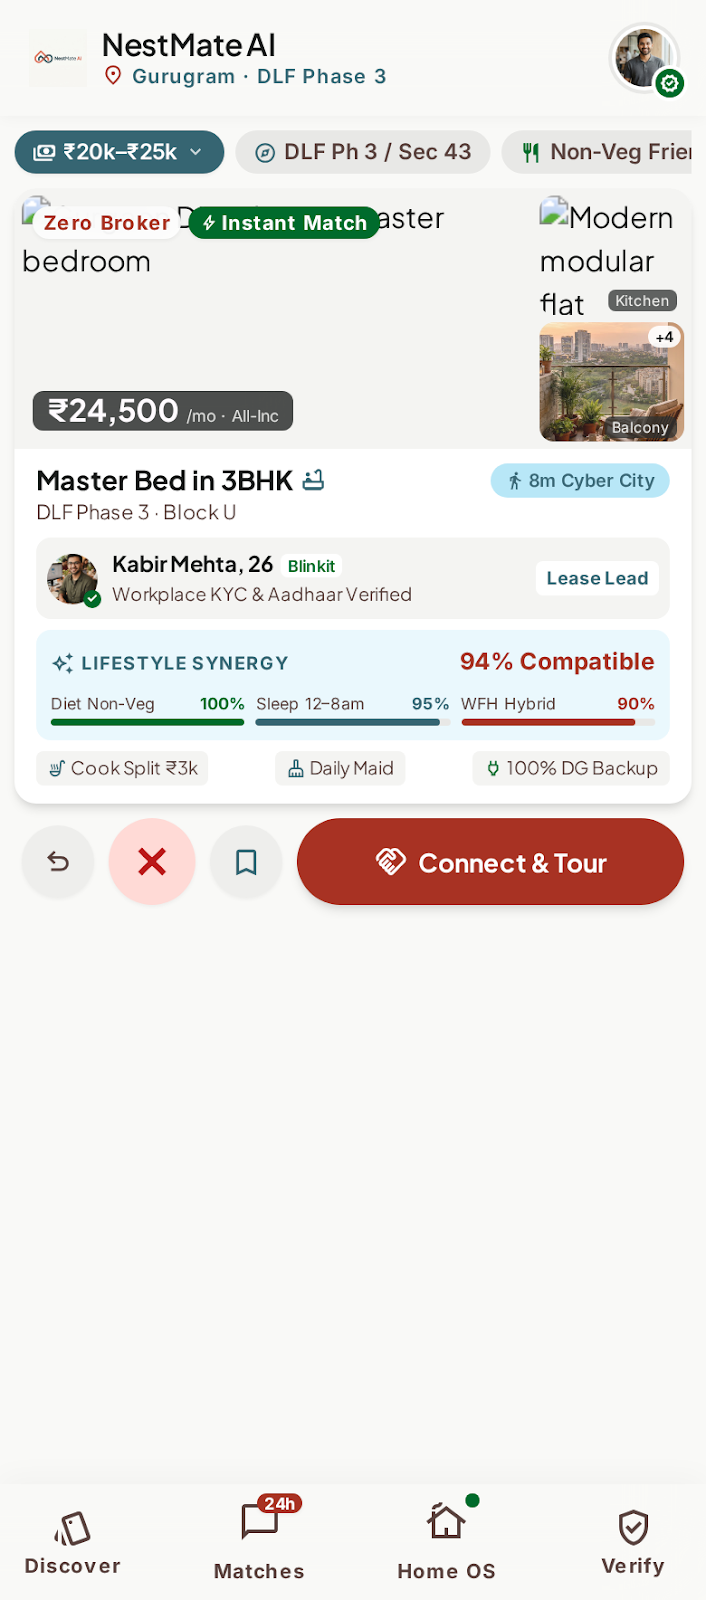 NestMate AI
NestMate AI
Gurugram · DLF Phase 3
₹20k–₹25k
DLF Ph 3 / Sec 43
Non-Veg Frier
Zero Broker
Instant Match
aster
bedroom
Modern
modular
flat
Kitchen
+4
Balcony
₹24,500 /mo · All-Inc
Master Bed in 3BHK
8m Cyber City
DLF Phase 3 · Block U
Kabir Mehta, 26 Blinkit
Workplace KYC & Aadhaar Verified
Lease Lead
LIFESTYLE SYNERGY
94% Compatible
Diet Non-Veg 100%
Sleep 12–8am 95%
WFH Hybrid 90%
Cook Split ₹3k
Daily Maid
100% DG Backup
Connect & Tour
24h
Discover
Matches
Home OS
Verify